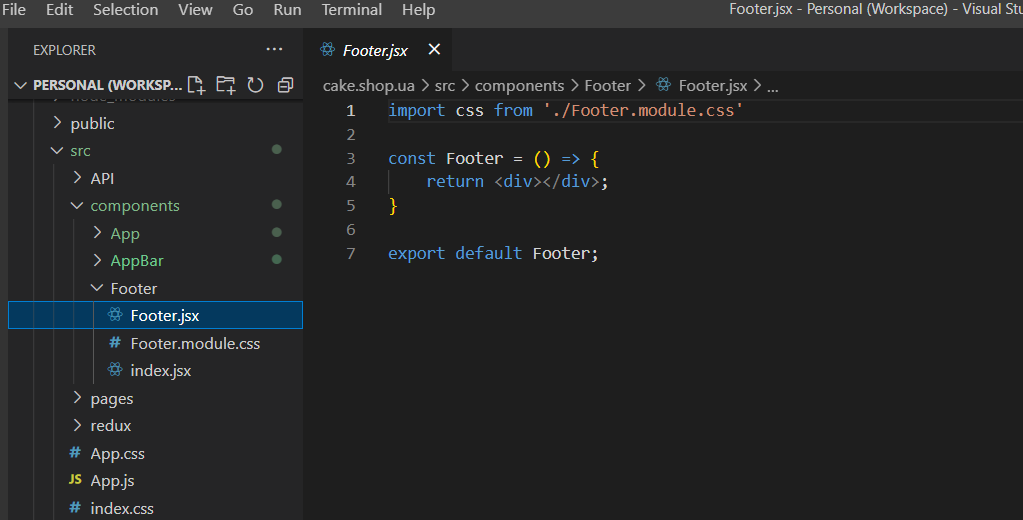 File Edit Selection View Go Run Terminal Help Footer.jsx - Personal (Workspace) - Visual Stu
EXPLORER ...
Footer.jsx
PERSONAL (WORKSP...
cake.shop.ua > src > components > Footer > Footer.jsx > ...
node_modules
public
src
API
components
App
AppBar
Footer
Footer.jsx
# Footer.module.css
index.jsx
pages
redux
# App.css
JS App.js
# index.css
1 import css from './Footer.module.css'
2
3 const Footer = () => {
4 return <div></div>;
5 }
6
7 export default Footer;